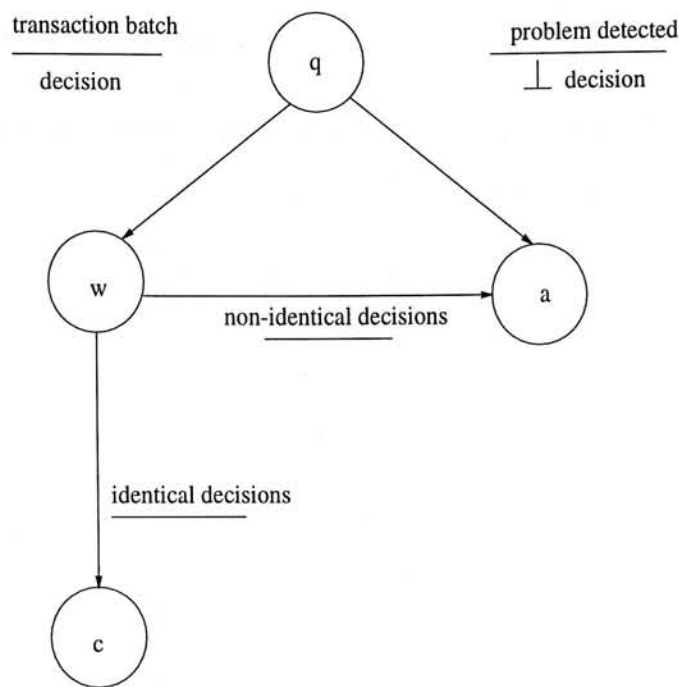 transaction batch
decision
q
problem detected
⊥ decision
w
a
non-identical decisions
identical decisions
c